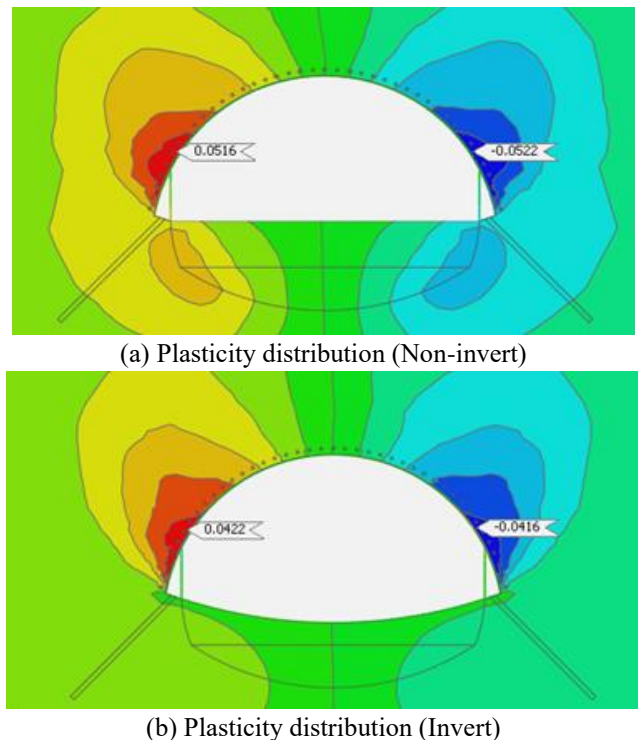 0.0516
-0.0522
(a) Plasticity distribution (Non-invert)
0.0422
-0.0416
(b) Plasticity distribution (Invert)